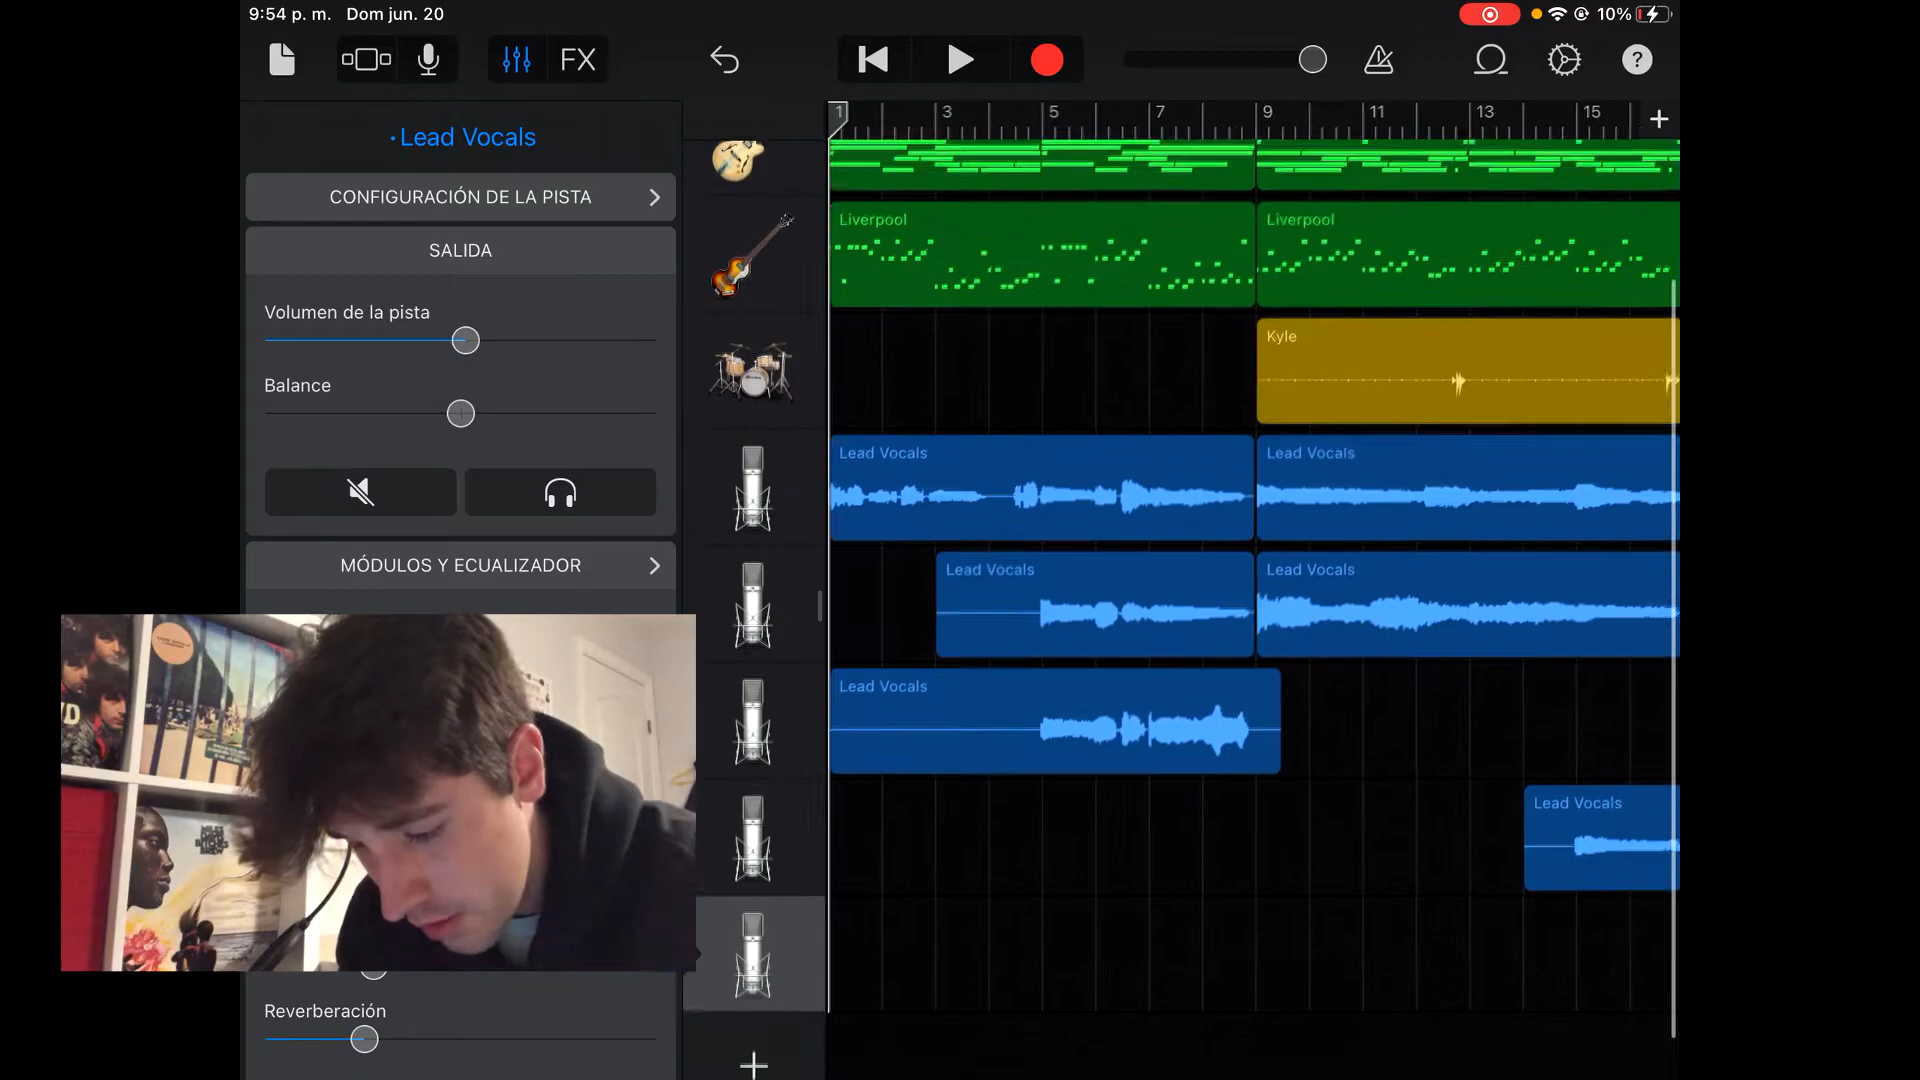 9:54 p. m. Dom jun. 20
10%
FX
?
1 3 5 7 9 11 13 15
• Lead Vocals
CONFIGURACIÓN DE LA PISTA
SALIDA
Volumen de la pista
Balance
MÓDULOS Y ECUALIZADOR
Reverberación
Liverpool
Liverpool
Kyle
Lead Vocals
Lead Vocals
Lead Vocals
Lead Vocals
Lead Vocals
Lead Vocals